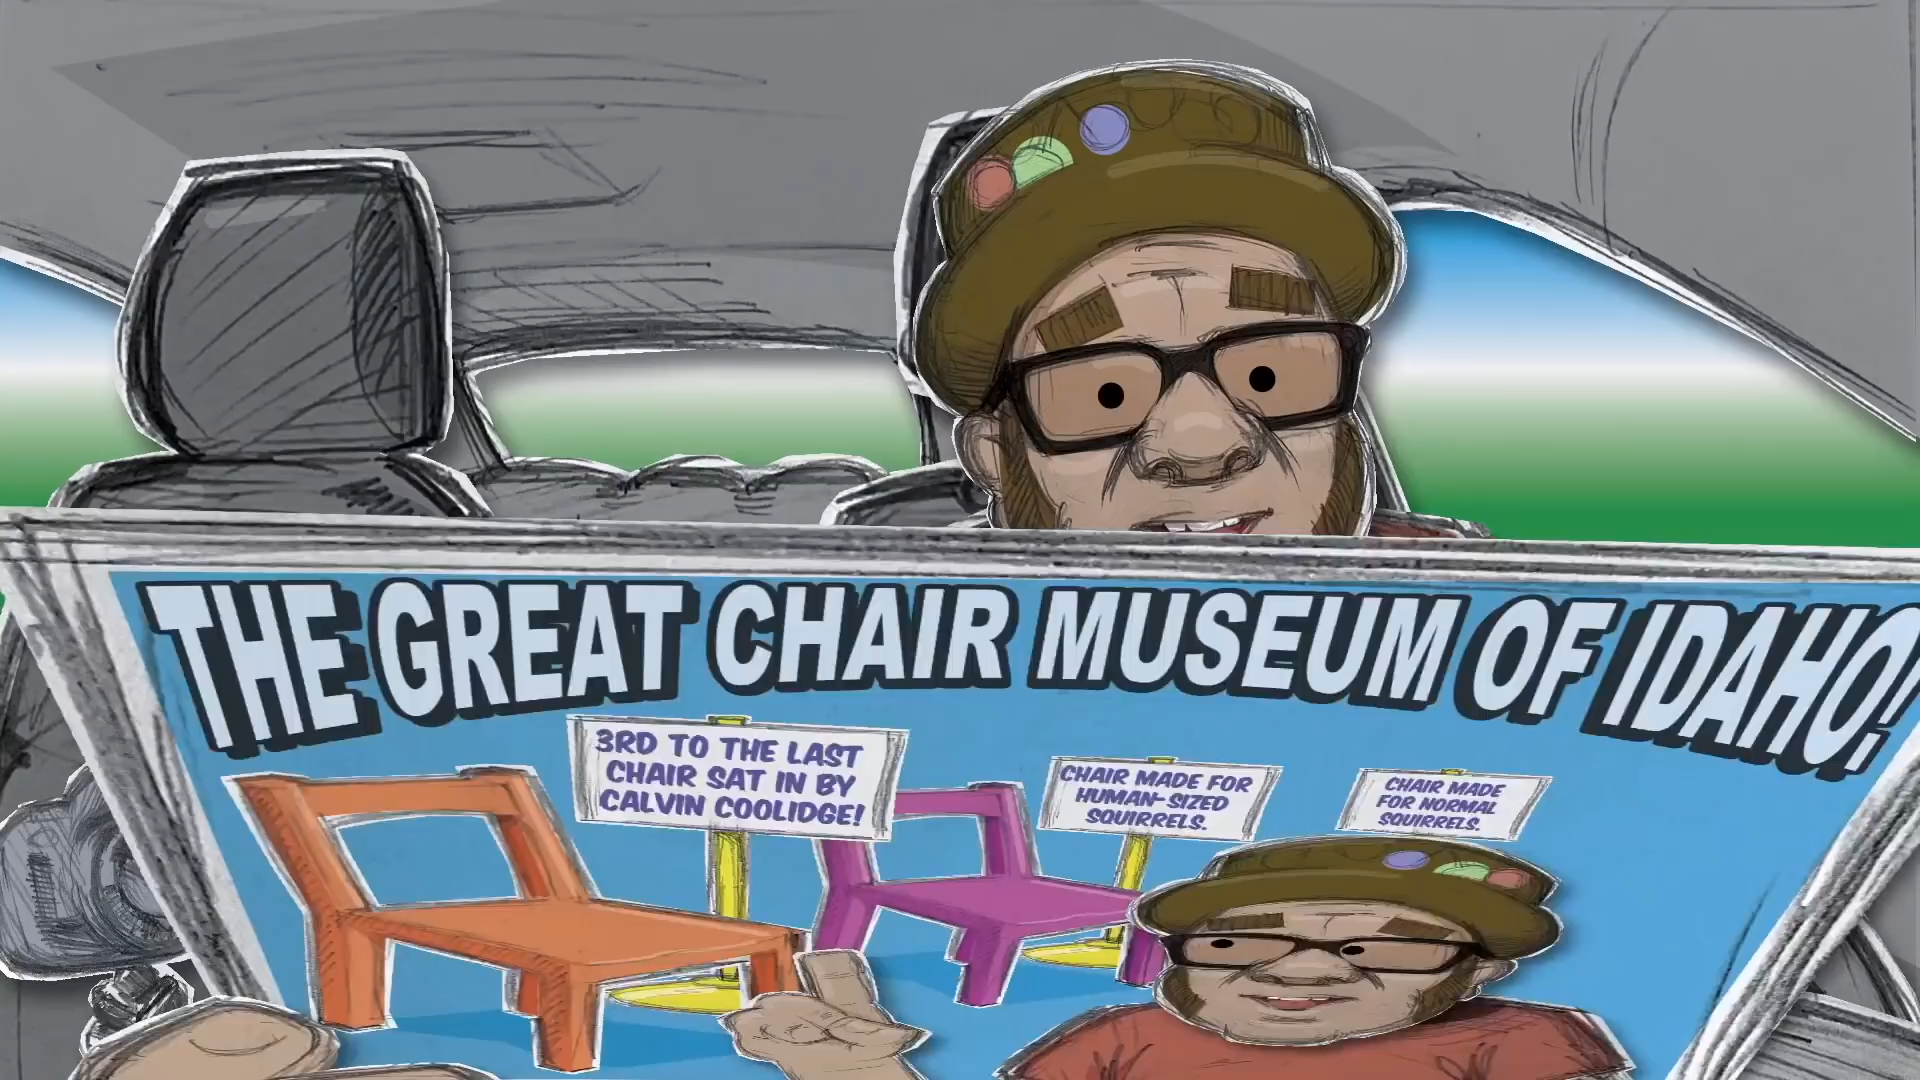 THE GREAT CHAIR MUSEUM OF IDAHO!
3RD TO THE LAST
CHAIR SAT IN BY
CALVIN COOLIDGE!
CHAIR MADE FOR
HUMAN-SIZED
SQUIRRELS.
CHAIR MADE
FOR NORMAL
SQUIRRELS.